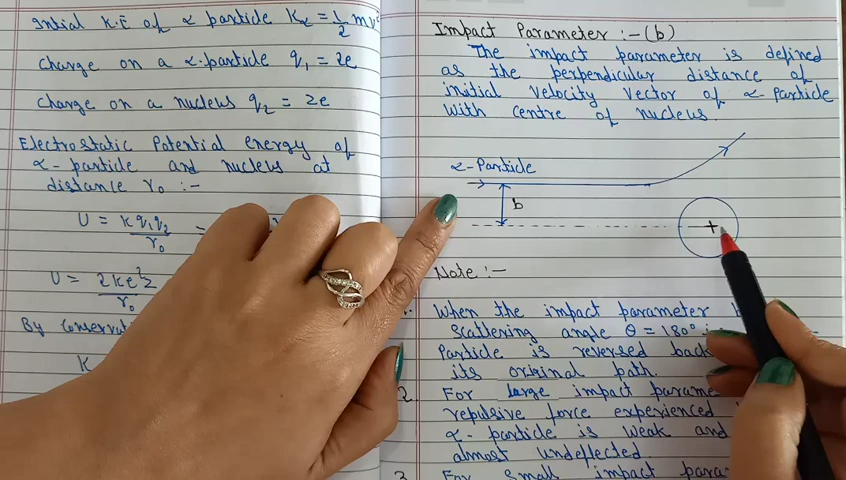 Intial K.E of α particle Kε = 1/2 mv²
Charge on a α-particle q₁ = 2e
Charge on a nucleus q₂ = Ze
Electrostatic Potential energy of
α-particle and nucleus at
distance r₀ :-
U = Kq₁q₂/r₀ =
U = 2Ke²Z/r₀
By
K
Impact Parameter :- (b)
The impact parameter is defined
as the perpendicular distance of
initial velocity vector of α-particle
with centre of nucleus.
α-Particle
b
+
Note :-
When the impact parameter
Scattering angle θ = 180°
Particle is reversed back
its original path.
2 For large impact
repulsive force experienced
α-particle is weak and
almost undeflected
3 For small impact